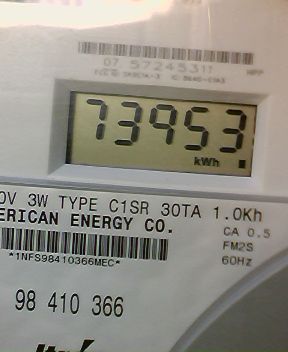 07 57245311
73953
kWh
0V 3W TYPE C1SR 30TA 1.0Kh
ERICAN ENERGY CO.
CA 0.5
FM2S
*1NFS98410366MEC*
60Hz
98 410 366